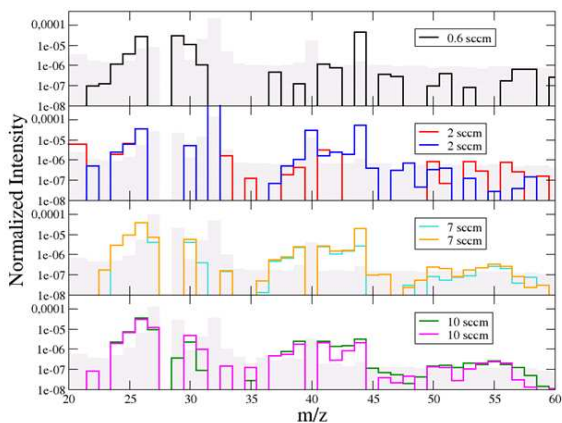 0,0001
1e-05
1e-06
1e-07
1e-08
0.6 sccm
0,0001
1e-05
1e-06
1e-07
1e-08
2 sccm
2 sccm
0,0001
1e-05
1e-06
1e-07
1e-08
7 sccm
7 sccm
0,0001
1e-05
1e-06
1e-07
1e-08
10 sccm
10 sccm
Normalized Intensity
20 25 30 35 40 45 50 55 60
m/z